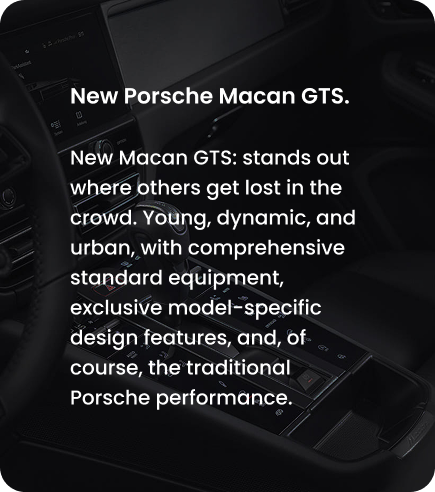 New Porsche Macan GTS.
New Macan GTS: stands out
where others get lost in the
crowd. Young, dynamic, and
urban, with comprehensive
standard equipment,
exclusive model-specific
design features, and, of
course, the traditional
Porsche performance.